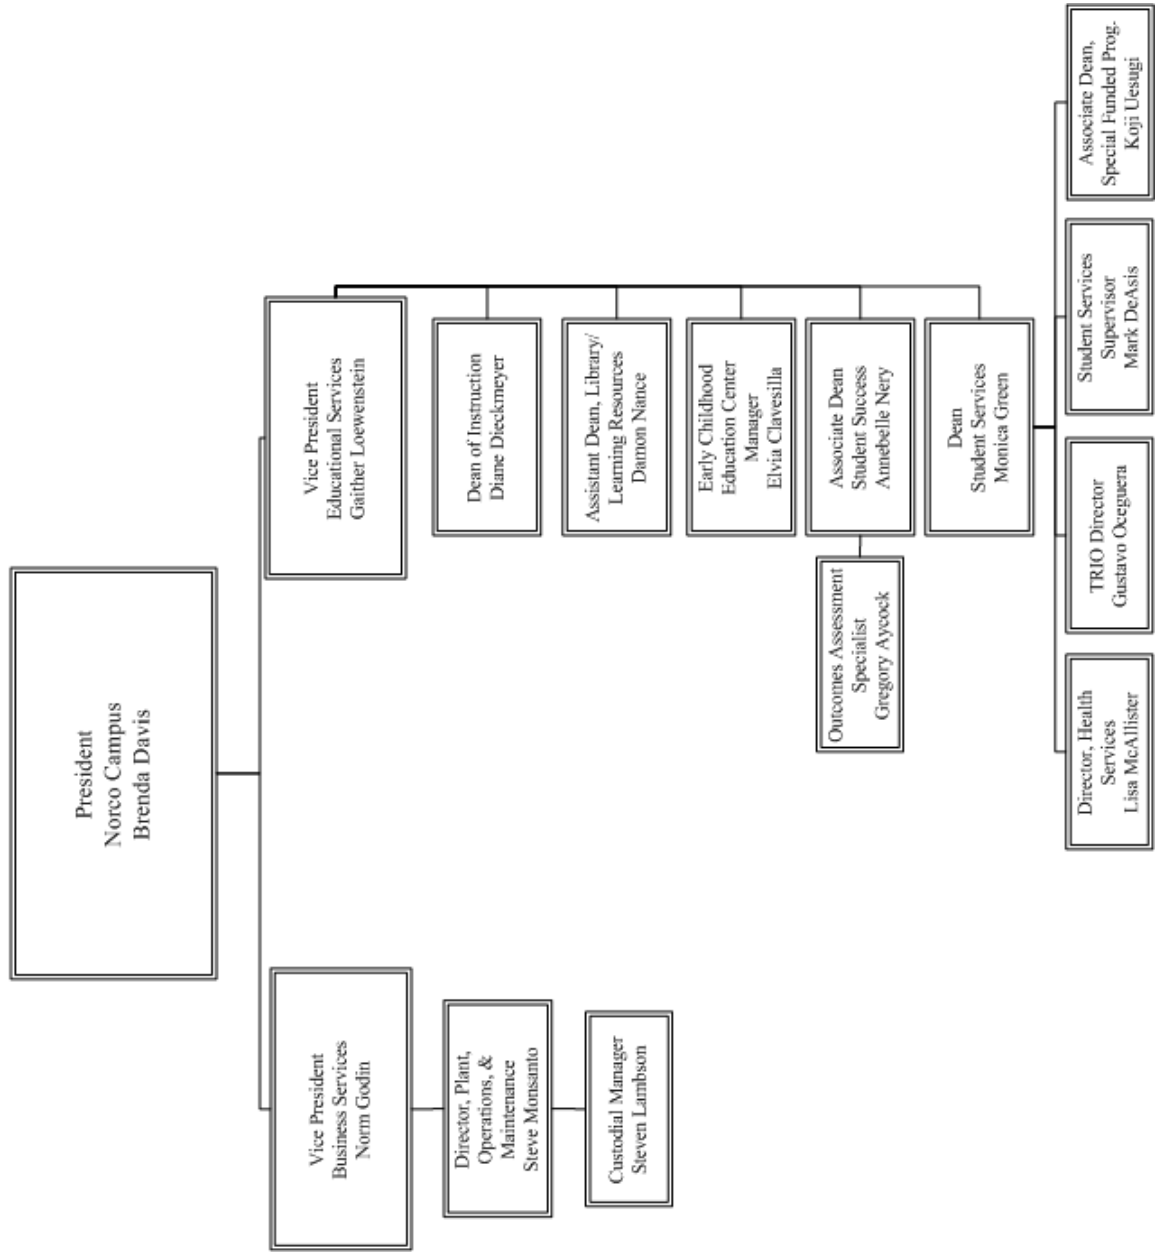 President
Norco Campus
Brenda Davis
Vice President
Business Services
Norm Godin
Director, Plant,
Operations, &
Maintenance
Steve Monsanto
Custodial Manager
Steven Lambson
Vice President
Educational Services
Gaither Loewenstein
Dean of Instruction
Diane Dieckmeyer
Assistant Dean, Library/
Learning Resources
Damon Nance
Early Childhood
Education Center
Manager
Elvia Clavesilla
Associate Dean
Student Success
Annebelle Nery
Outcomes Assessment
Specialist
Gregory Aycock
Dean
Student Services
Monica Green
Director, Health
Services
Lisa McAllister
TRIO Director
Gustavo Oceguera
Student Services
Supervisor
Mark DeAsis
Associate Dean,
Special Funded Prog.
Koji Uesugi